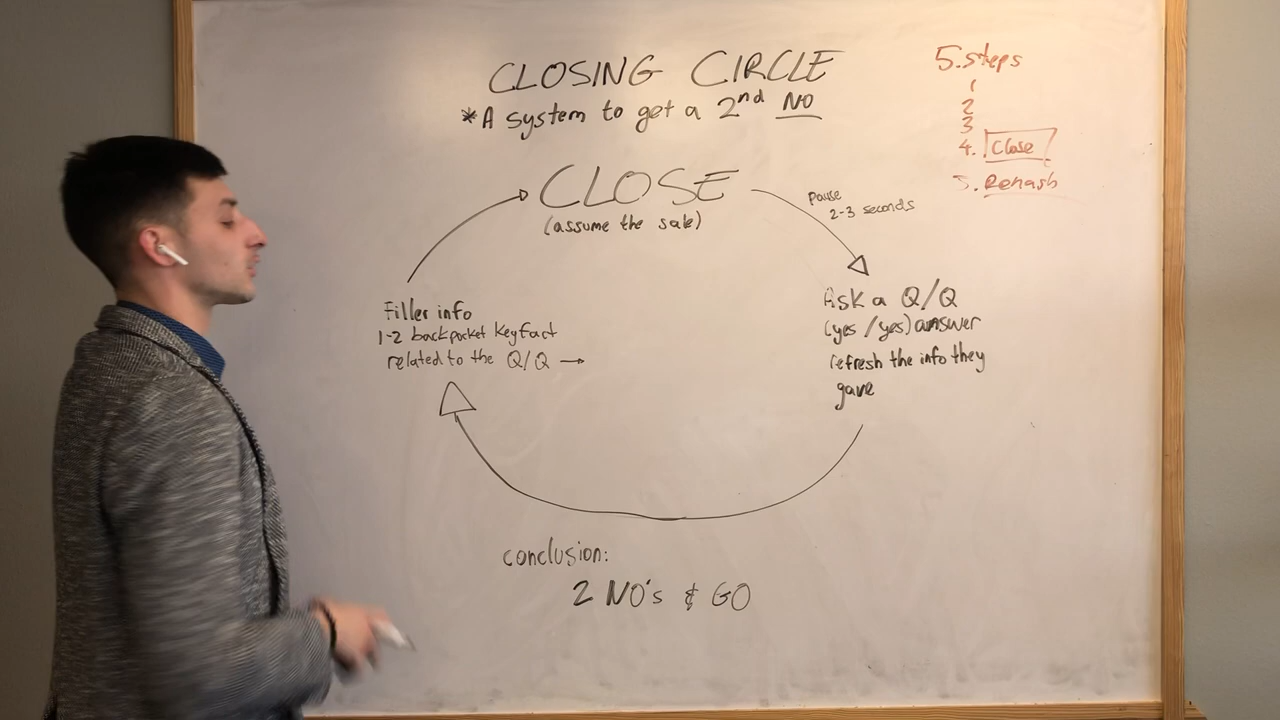 CLOSING CIRCLE
*A system to get a 2nd NO
CLOSE
(assume the sale)
pause
2-3 seconds
Ask a Q/Q
(yes/yes) answer
refresh the info they
gave
Filler info
1-2 backpocket Key Fact
related to the Q/Q →
conclusion:
2 NO's & GO
5.steps
1
2
3
4. Close
5. Rehash